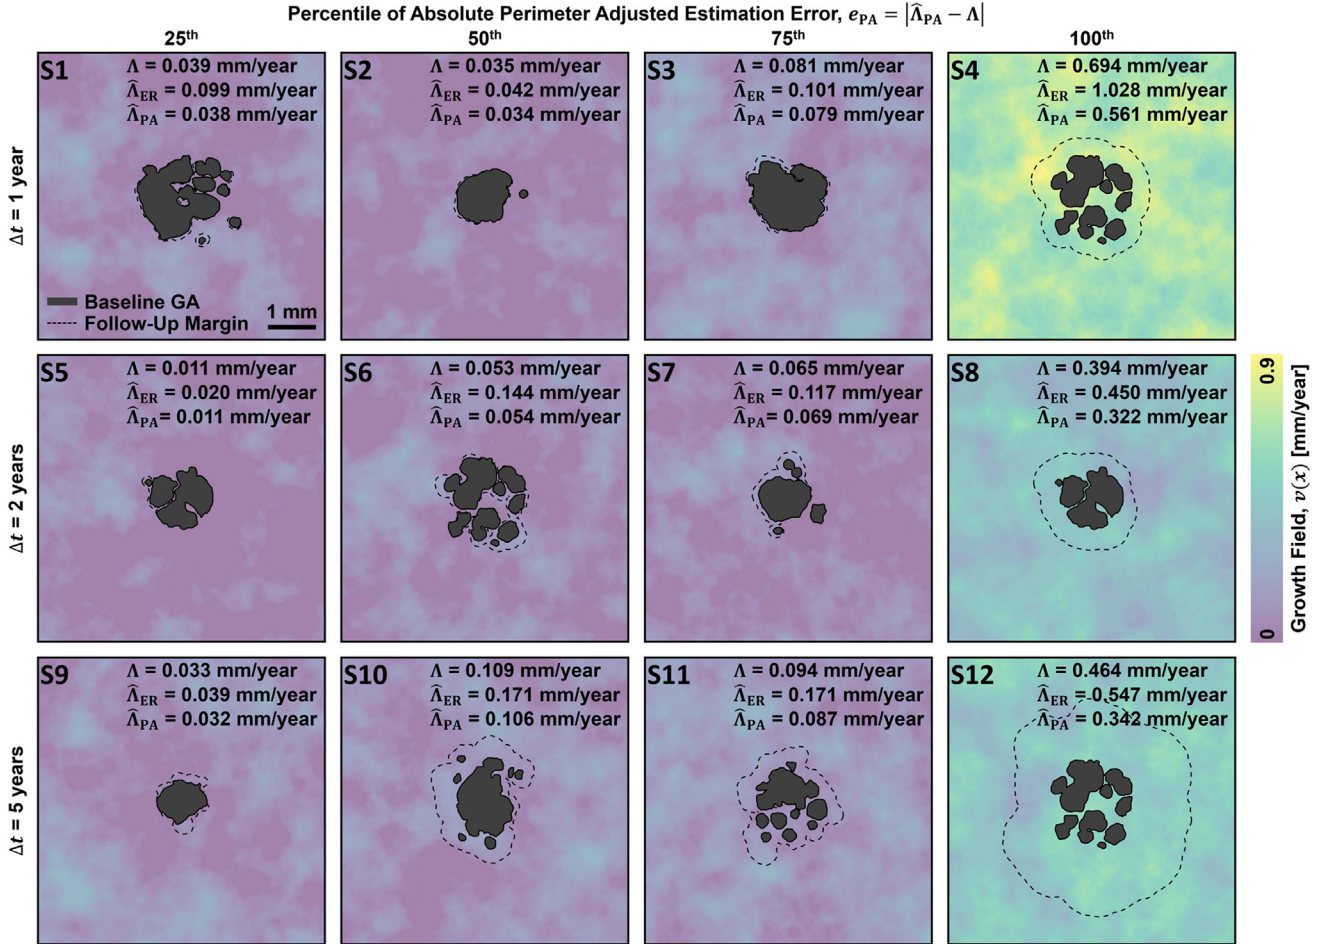 Percentile of Absolute Perimeter Adjusted Estimation Error, e_PA = |Λ̂_PA − Λ|
25th 50th 75th 100th
Δt = 1 year
S1
Λ = 0.039 mm/year
Λ̂_ER = 0.099 mm/year
Λ̂_PA = 0.038 mm/year
Baseline GA
Follow-Up Margin
1 mm
S2
Λ = 0.035 mm/year
Λ̂_ER = 0.042 mm/year
Λ̂_PA = 0.034 mm/year
S3
Λ = 0.081 mm/year
Λ̂_ER = 0.101 mm/year
Λ̂_PA = 0.079 mm/year
S4
Λ = 0.694 mm/year
Λ̂_ER = 1.028 mm/year
Λ̂_PA = 0.561 mm/year
Δt = 2 years
S5
Λ = 0.011 mm/year
Λ̂_ER = 0.020 mm/year
Λ̂_PA = 0.011 mm/year
S6
Λ = 0.053 mm/year
Λ̂_ER = 0.144 mm/year
Λ̂_PA = 0.054 mm/year
S7
Λ = 0.065 mm/year
Λ̂_ER = 0.117 mm/year
Λ̂_PA = 0.069 mm/year
S8
Λ = 0.394 mm/year
Λ̂_ER = 0.450 mm/year
Λ̂_PA = 0.322 mm/year
0.9
0
Growth Field, v(x) [mm/year]
Δt = 5 years
S9
Λ = 0.033 mm/year
Λ̂_ER = 0.039 mm/year
Λ̂_PA = 0.032 mm/year
S10
Λ = 0.109 mm/year
Λ̂_ER = 0.171 mm/year
Λ̂_PA = 0.106 mm/year
S11
Λ = 0.094 mm/year
Λ̂_ER = 0.171 mm/year
Λ̂_PA = 0.087 mm/year
S12
Λ = 0.464 mm/year
Λ̂_ER = 0.547 mm/year
Λ̂_PA = 0.342 mm/year